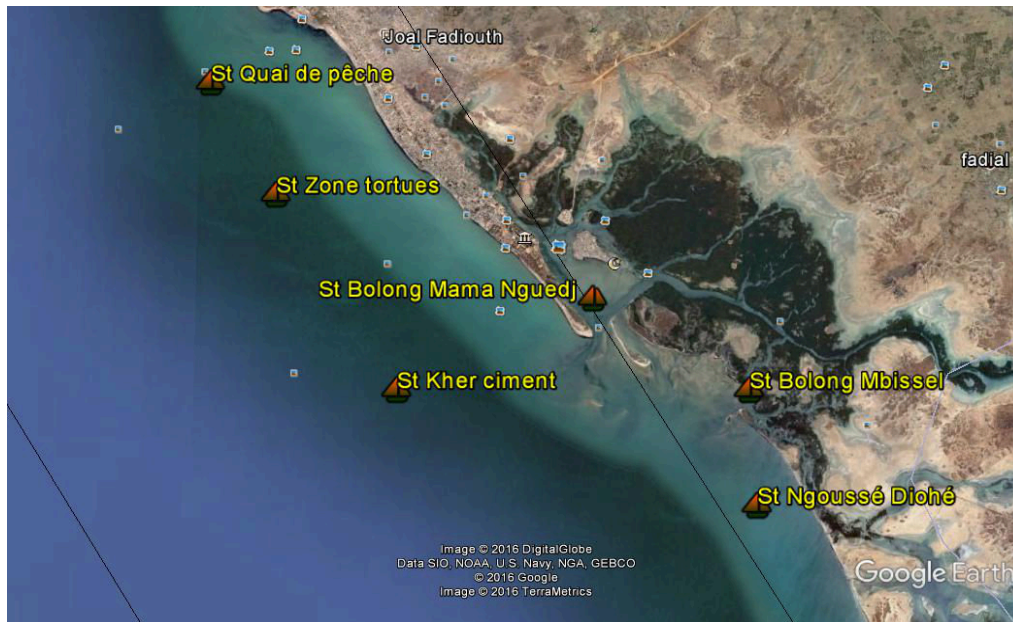 Joal Fadiouth
St Quai de pêche
fadial
St Zone tortues
St Bolong Mama Nguedj
St Kher ciment
St Bolong Mbissel
St Ngoussé Diohé
Image © 2016 DigitalGlobe
Data SIO, NOAA, U.S. Navy, NGA, GEBCO
© 2016 Google
Image © 2016 TerraMetrics
Google Earth